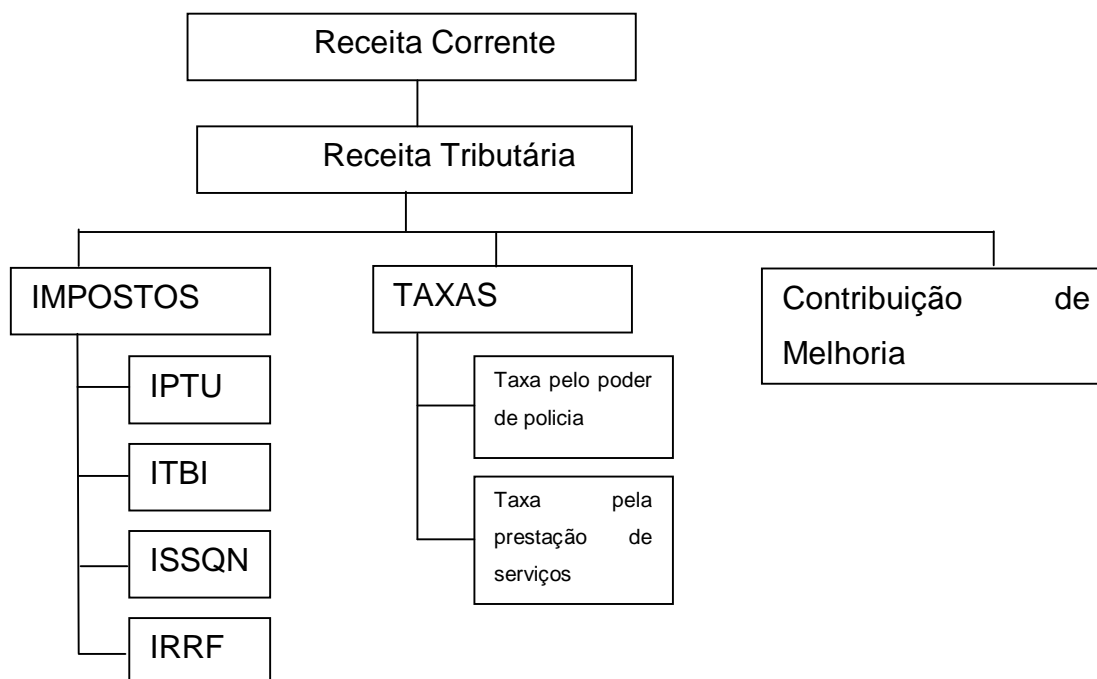 Receita Corrente
Receita Tributária
IMPOSTOS
IPTU
ITBI
ISSQN
IRRF
TAXAS
Taxa pelo poder
de policia
Taxa pela
prestação de
serviços
Contribuição de
Melhoria